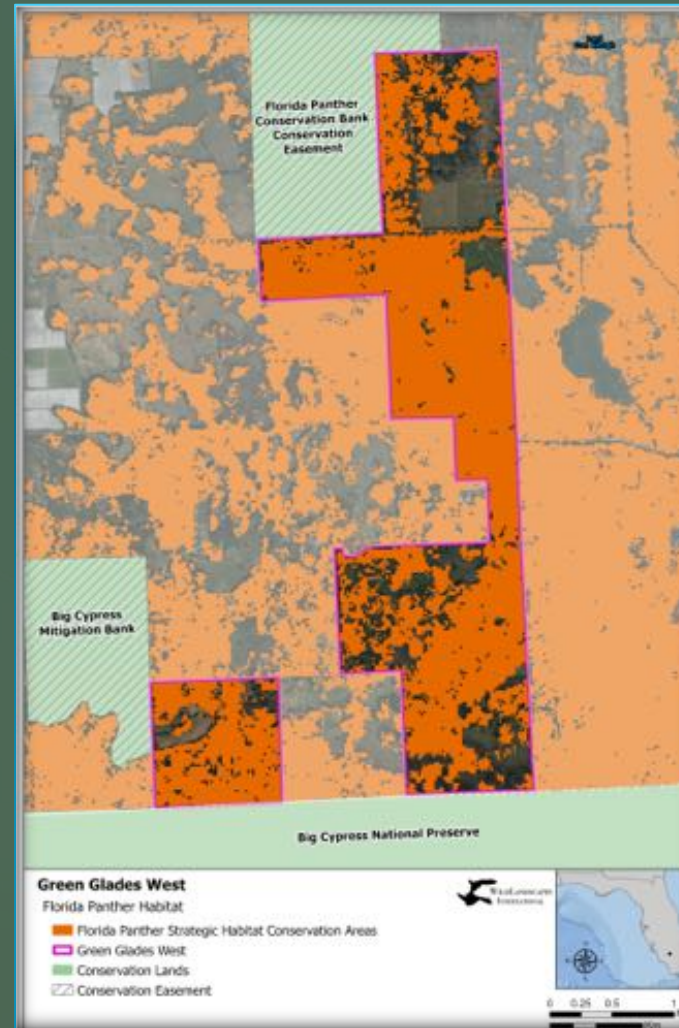 Florida Panther
Conservation Bank
Conservation
Easement
Big Cypress
Mitigation Bank
Big Cypress National Preserve
Green Glades West
Florida Panther Habitat
Florida Panther Strategic Habitat Conservation Areas
Green Glades West
Conservation Lands
Conservation Easement
WildLandscapes
International
0 0.25 0.5 1